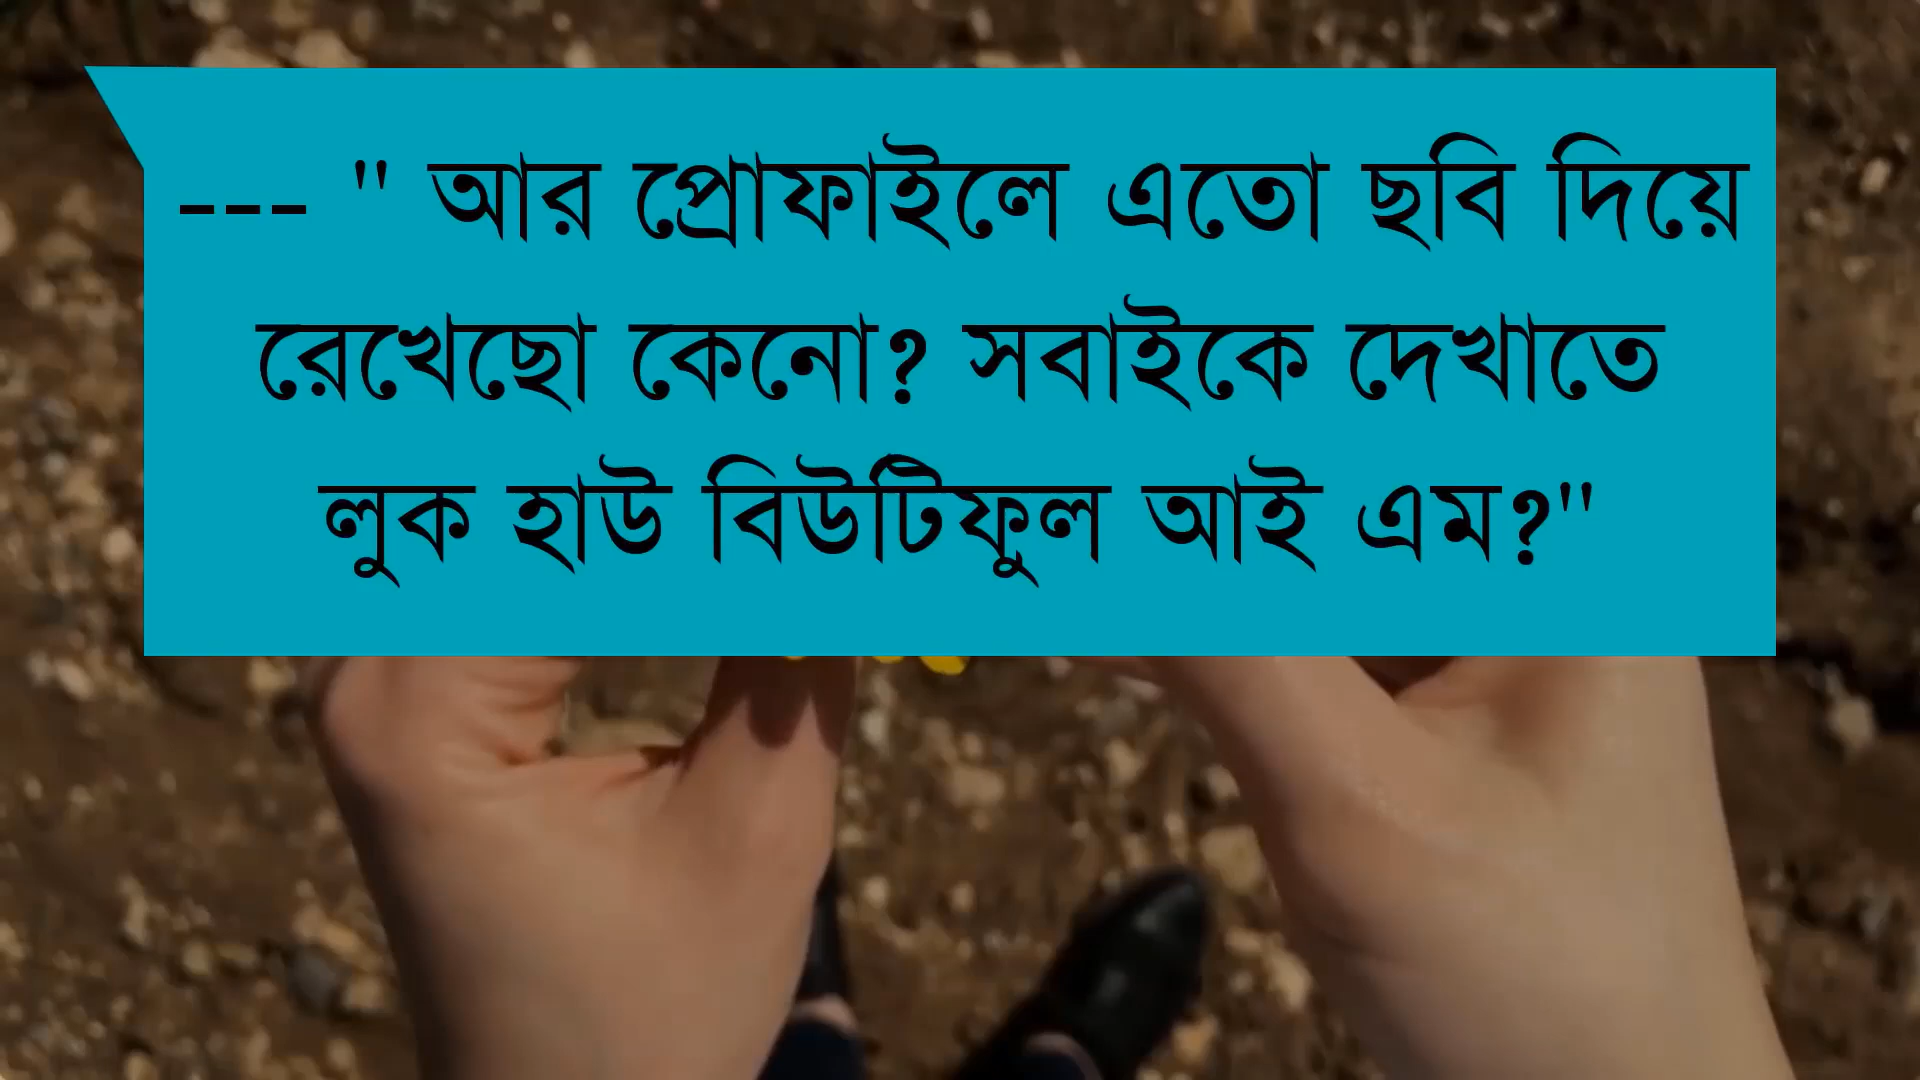 --- " আর প্রোফাইলে এতো ছবি দিয়ে
রেখেছো কেনো? সবাইকে দেখাতে
লুক হাউ বিউটিফুল আই এম?"